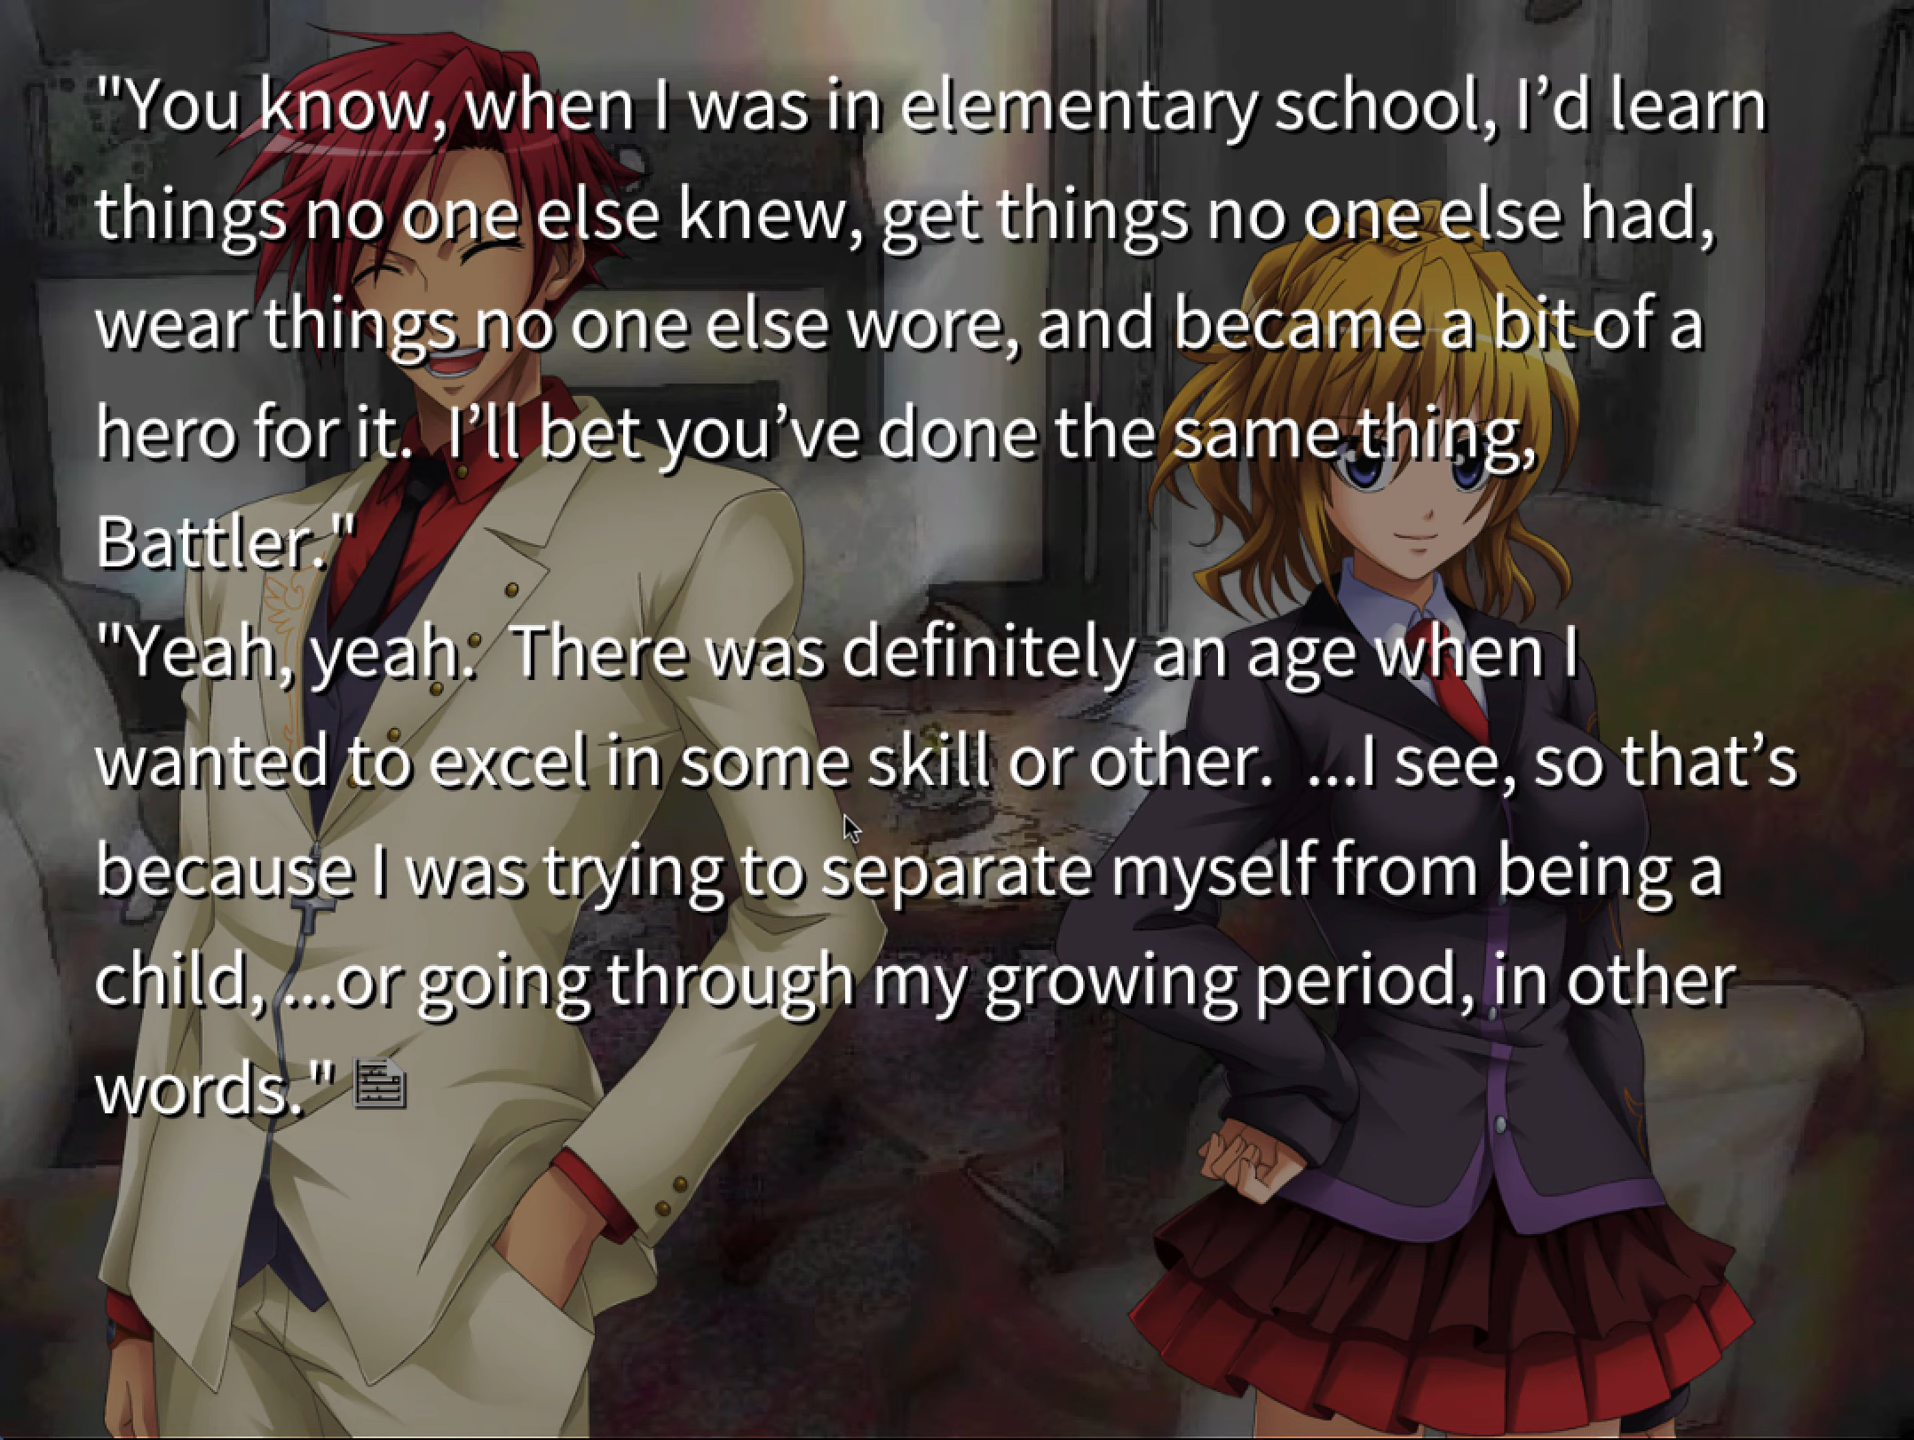 "You know, when I was in elementary school, I’d learn
things no one else knew, get things no one else had,
wear things no one else wore, and became a bit of a
hero for it.  I’ll bet you’ve done the same thing,
Battler."
"Yeah, yeah.  There was definitely an age when I
wanted to excel in some skill or other.  ...I see, so that’s
because I was trying to separate myself from being a
child, ...or going through my growing period, in other
words."